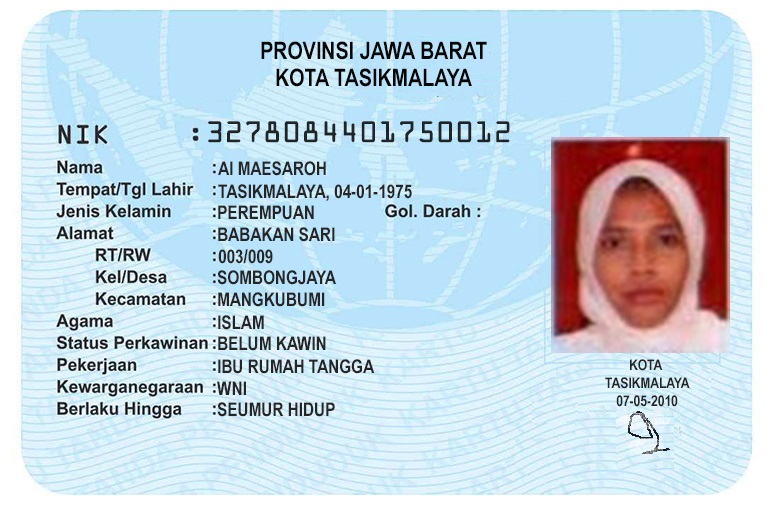 PROVINSI JAWA BARAT
KOTA TASIKMALAYA
NIK : 3278084401750012
Nama : AI MAESAROH
Tempat/Tgl Lahir : TASIKMALAYA, 04-01-1975
Jenis Kelamin : PEREMPUAN Gol. Darah :
Alamat : BABAKAN SARI
RT/RW : 003/009
Kel/Desa : SOMBONGJAYA
Kecamatan : MANGKUBUMI
Agama : ISLAM
Status Perkawinan : BELUM KAWIN
Pekerjaan : IBU RUMAH TANGGA
Kewarganegaraan : WNI
Berlaku Hingga : SEUMUR HIDUP
KOTA
TASIKMALAYA
07-05-2010